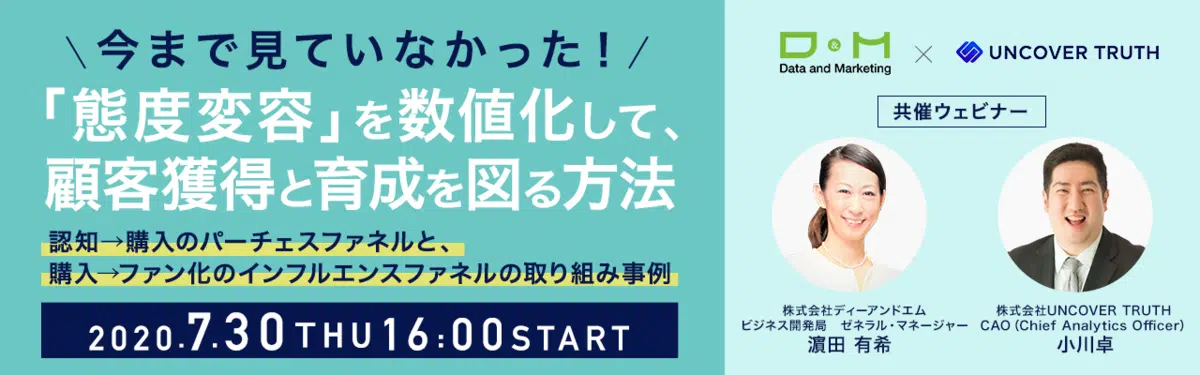 今まで見ていなかった！
「態度変容」を数値化して、
顧客獲得と育成を図る方法
認知→購入のパーチェスファネルと、
購入→ファン化のインフルエンスファネルの取り組み事例
2020.7.30 THU 16:00 START
D&M
Data and Marketing
×
UNCOVER TRUTH
共催ウェビナー
株式会社ディーアンドエム
ビジネス開発局　ゼネラル・マネージャー
濵田 有希
株式会社UNCOVER TRUTH
CAO（Chief Analytics Officer）
小川卓